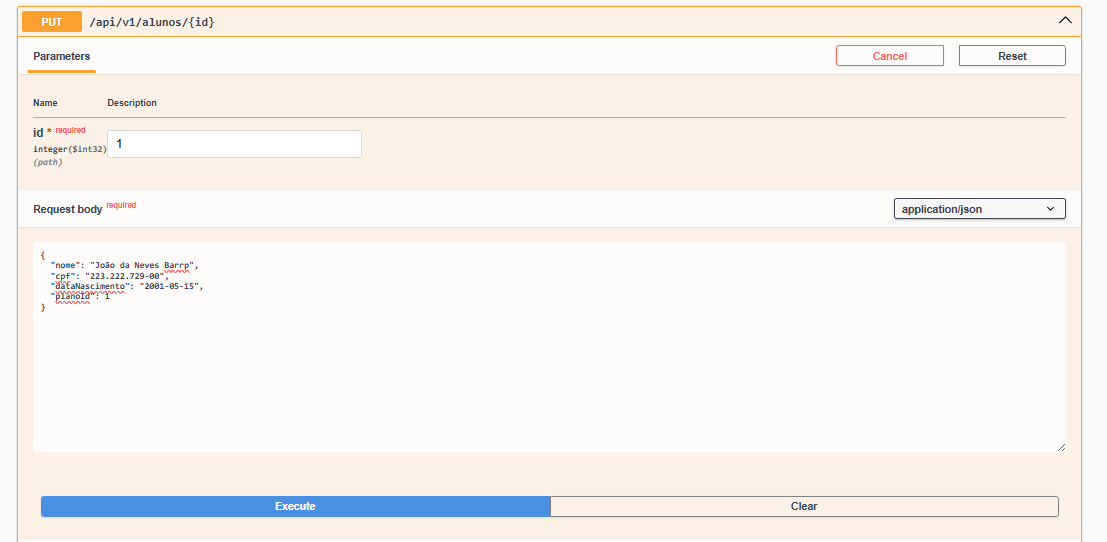 PUT /api/v1/alunos/{id}
Parameters
Cancel
Reset
Name Description
id * required
integer($int32)
(path)
1
Request body required
application/json
{
"nome": "João da Neves Barrp",
"cpf": "223.222.729-00",
"dataNascimento": "2001-05-15",
"planoId": 1
}
Execute
Clear